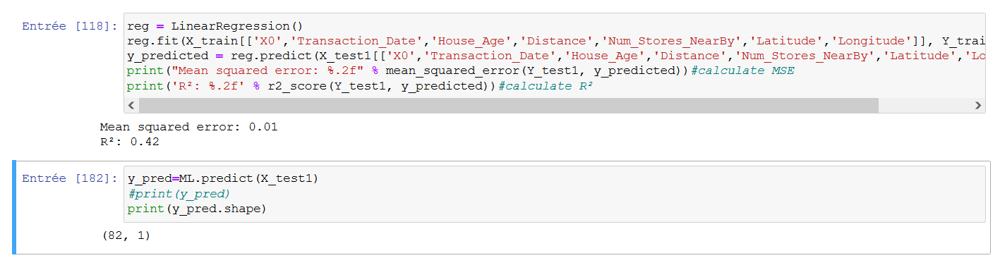 Entrée [118]: reg = LinearRegression()
reg.fit(X_train[['X0','Transaction_Date','House_Age','Distance','Num_Stores_NearBy','Latitude','Longitude']], Y_trai
y_predicted = reg.predict(X_test1[['X0','Transaction_Date','House_Age','Distance','Num_Stores_NearBy','Latitude','Lo
print("Mean squared error: %.2f" % mean_squared_error(Y_test1, y_predicted))#calculate MSE
print('R²: %.2f' % r2_score(Y_test1, y_predicted))#calculate R²
Mean squared error: 0.01
R²: 0.42
Entrée [182]: y_pred=ML.predict(X_test1)
#print(y_pred)
print(y_pred.shape)
(82, 1)